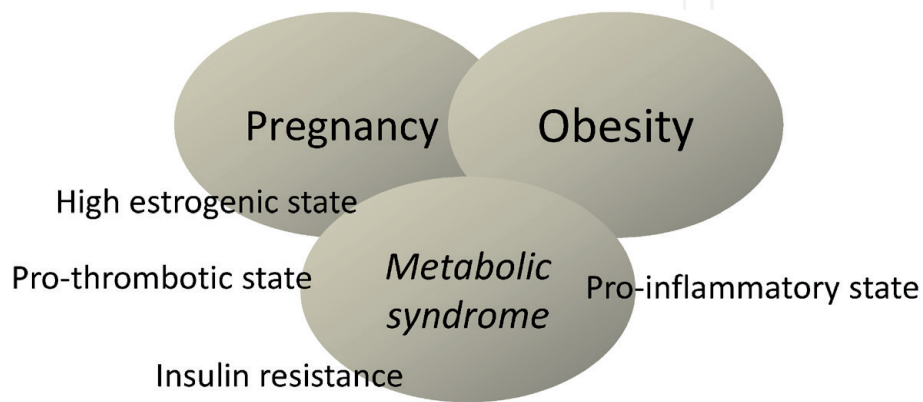 Pregnancy
Obesity
High estrogenic state
Pro-thrombotic state
Metabolic
syndrome
Pro-inflammatory state
Insulin resistance